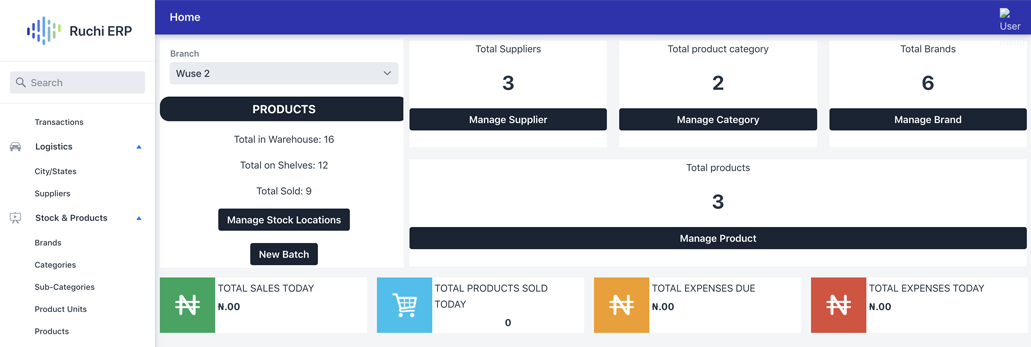 Ruchi ERP
Search
Transactions
Logistics
City/States
Suppliers
Stock & Products
Brands
Categories
Sub-Categories
Product Units
Products
Home
User
Branch
Wuse 2
PRODUCTS
Total in Warehouse: 16
Total on Shelves: 12
Total Sold: 9
Manage Stock Locations
New Batch
Total Suppliers
3
Manage Supplier
Total product category
2
Manage Category
Total Brands
6
Manage Brand
Total products
3
Manage Product
₦
TOTAL SALES TODAY
₦.00
TOTAL PRODUCTS SOLD
TODAY
0
₦
TOTAL EXPENSES DUE
₦.00
₦
TOTAL EXPENSES TODAY
₦.00